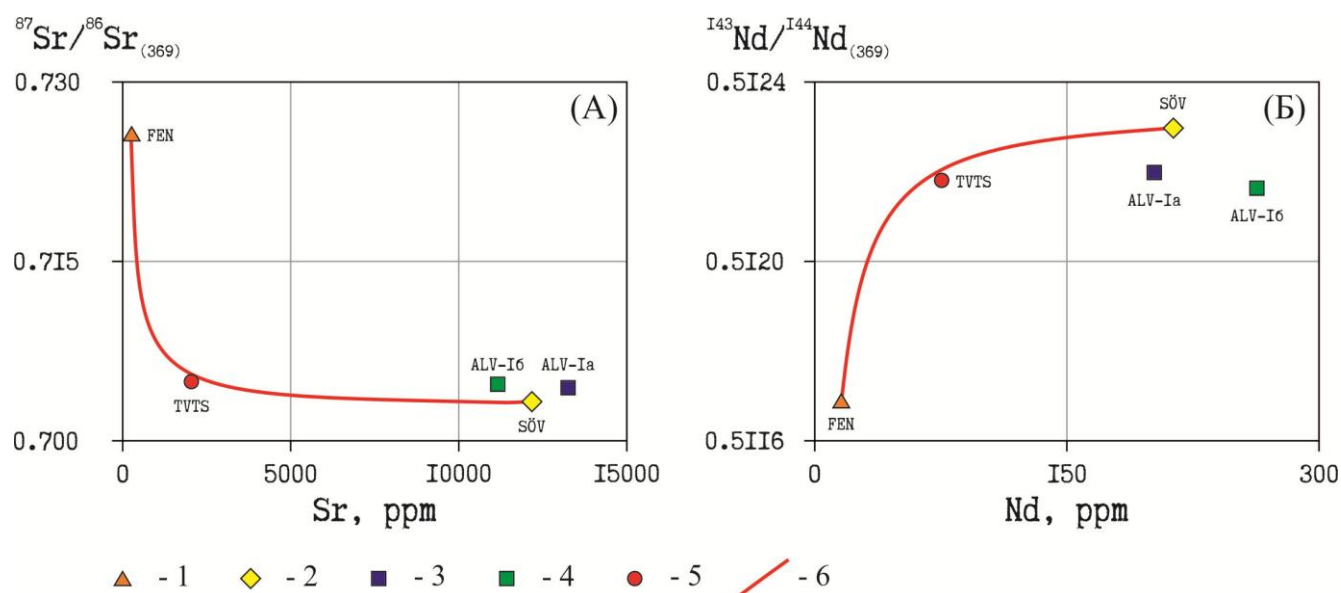 ⁸⁷Sr/⁸⁶Sr₍₃₆₉₎
0.730
(А)
FEN
0.7I5
ALV-Iб ALV-Iа
TVTS
SÖV
0.700
0 5000 I0000 I5000
Sr, ppm
ᴵ⁴³Nd/ᴵ⁴⁴Nd₍₃₆₉₎
0.5I24
(Б)
SÖV
TVTS
ALV-Iа
ALV-Iб
0.5I20
FEN
0.5II6
0 I50 300
Nd, ppm
- 1 - 2 - 3 - 4 - 5 - 6